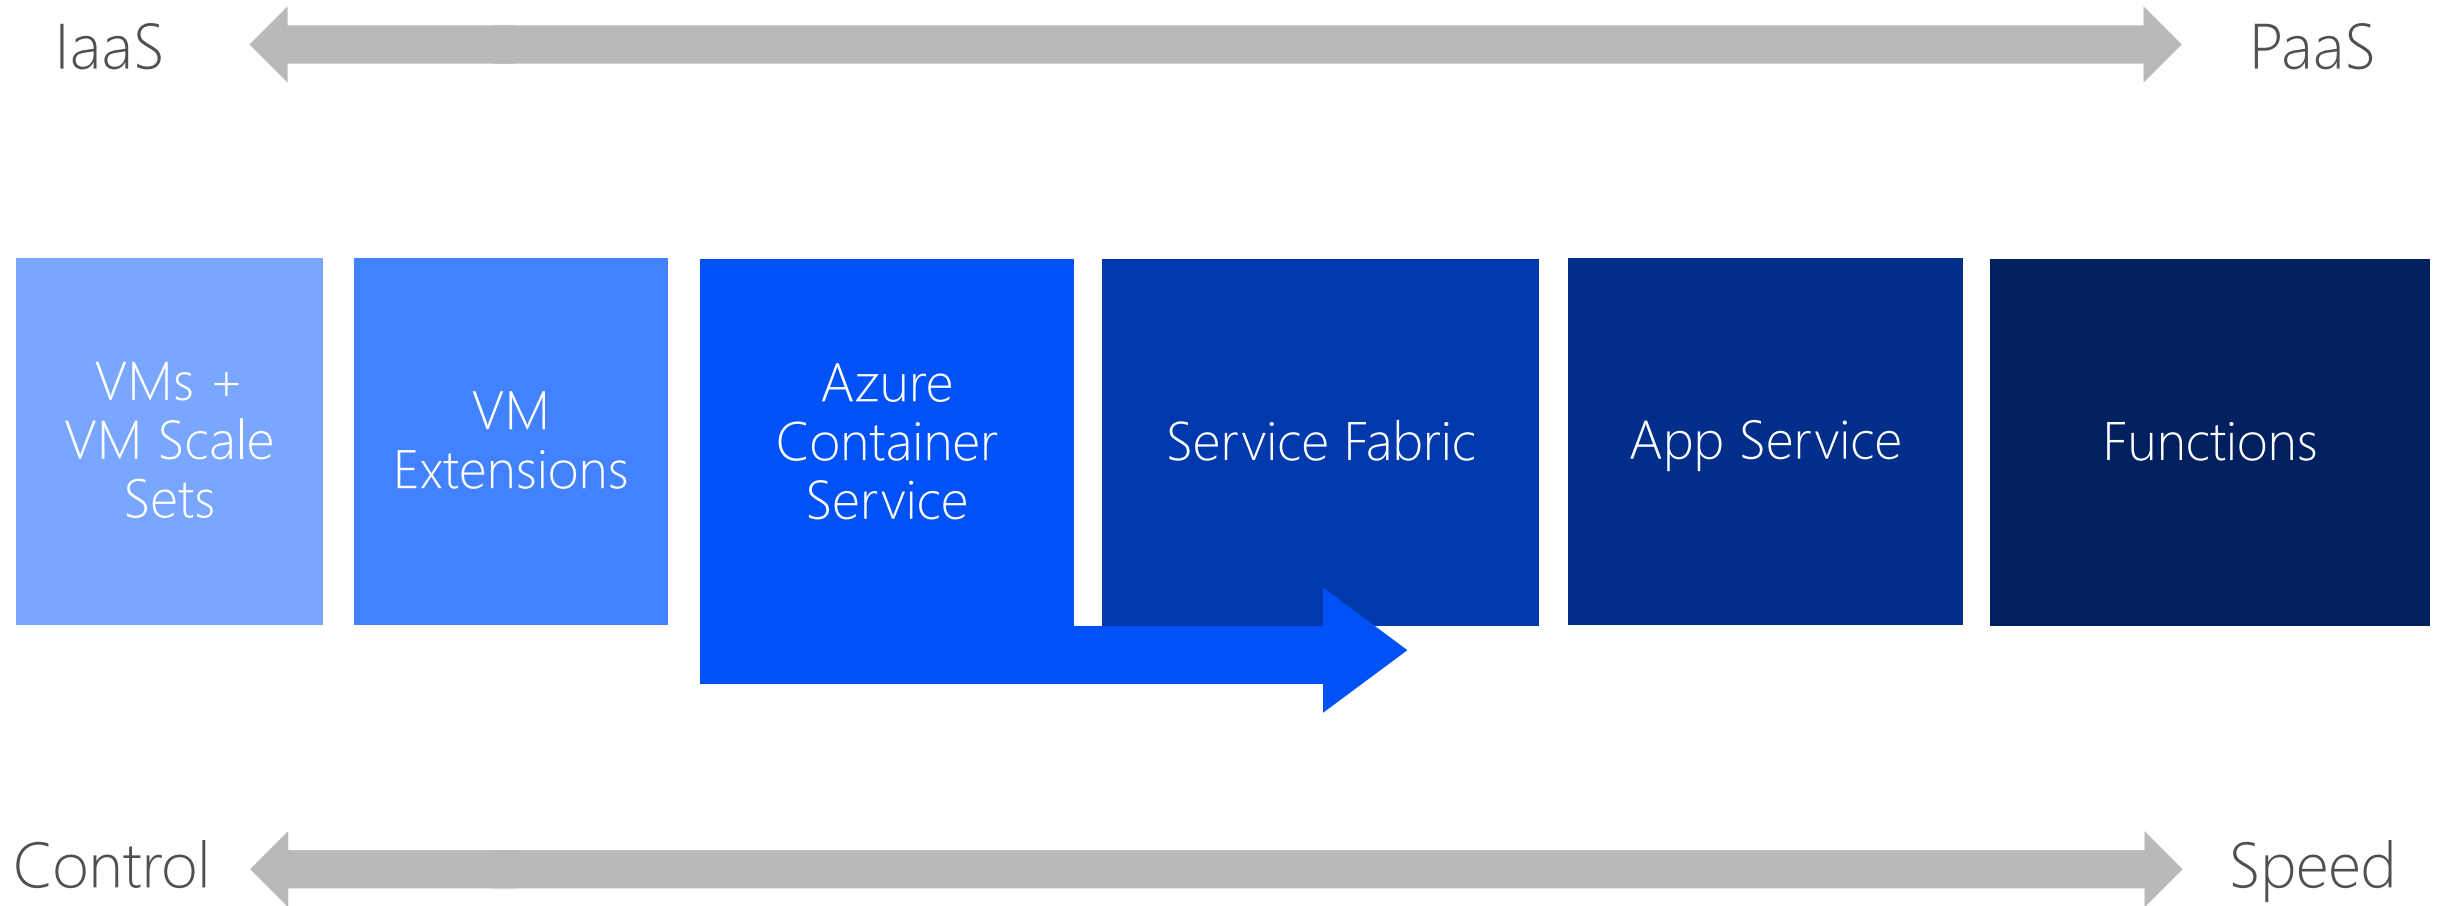 IaaS
PaaS
VMs +
VM Scale
Sets
VM
Extensions
Azure
Container
Service
Service Fabric
App Service
Functions
Control
Speed